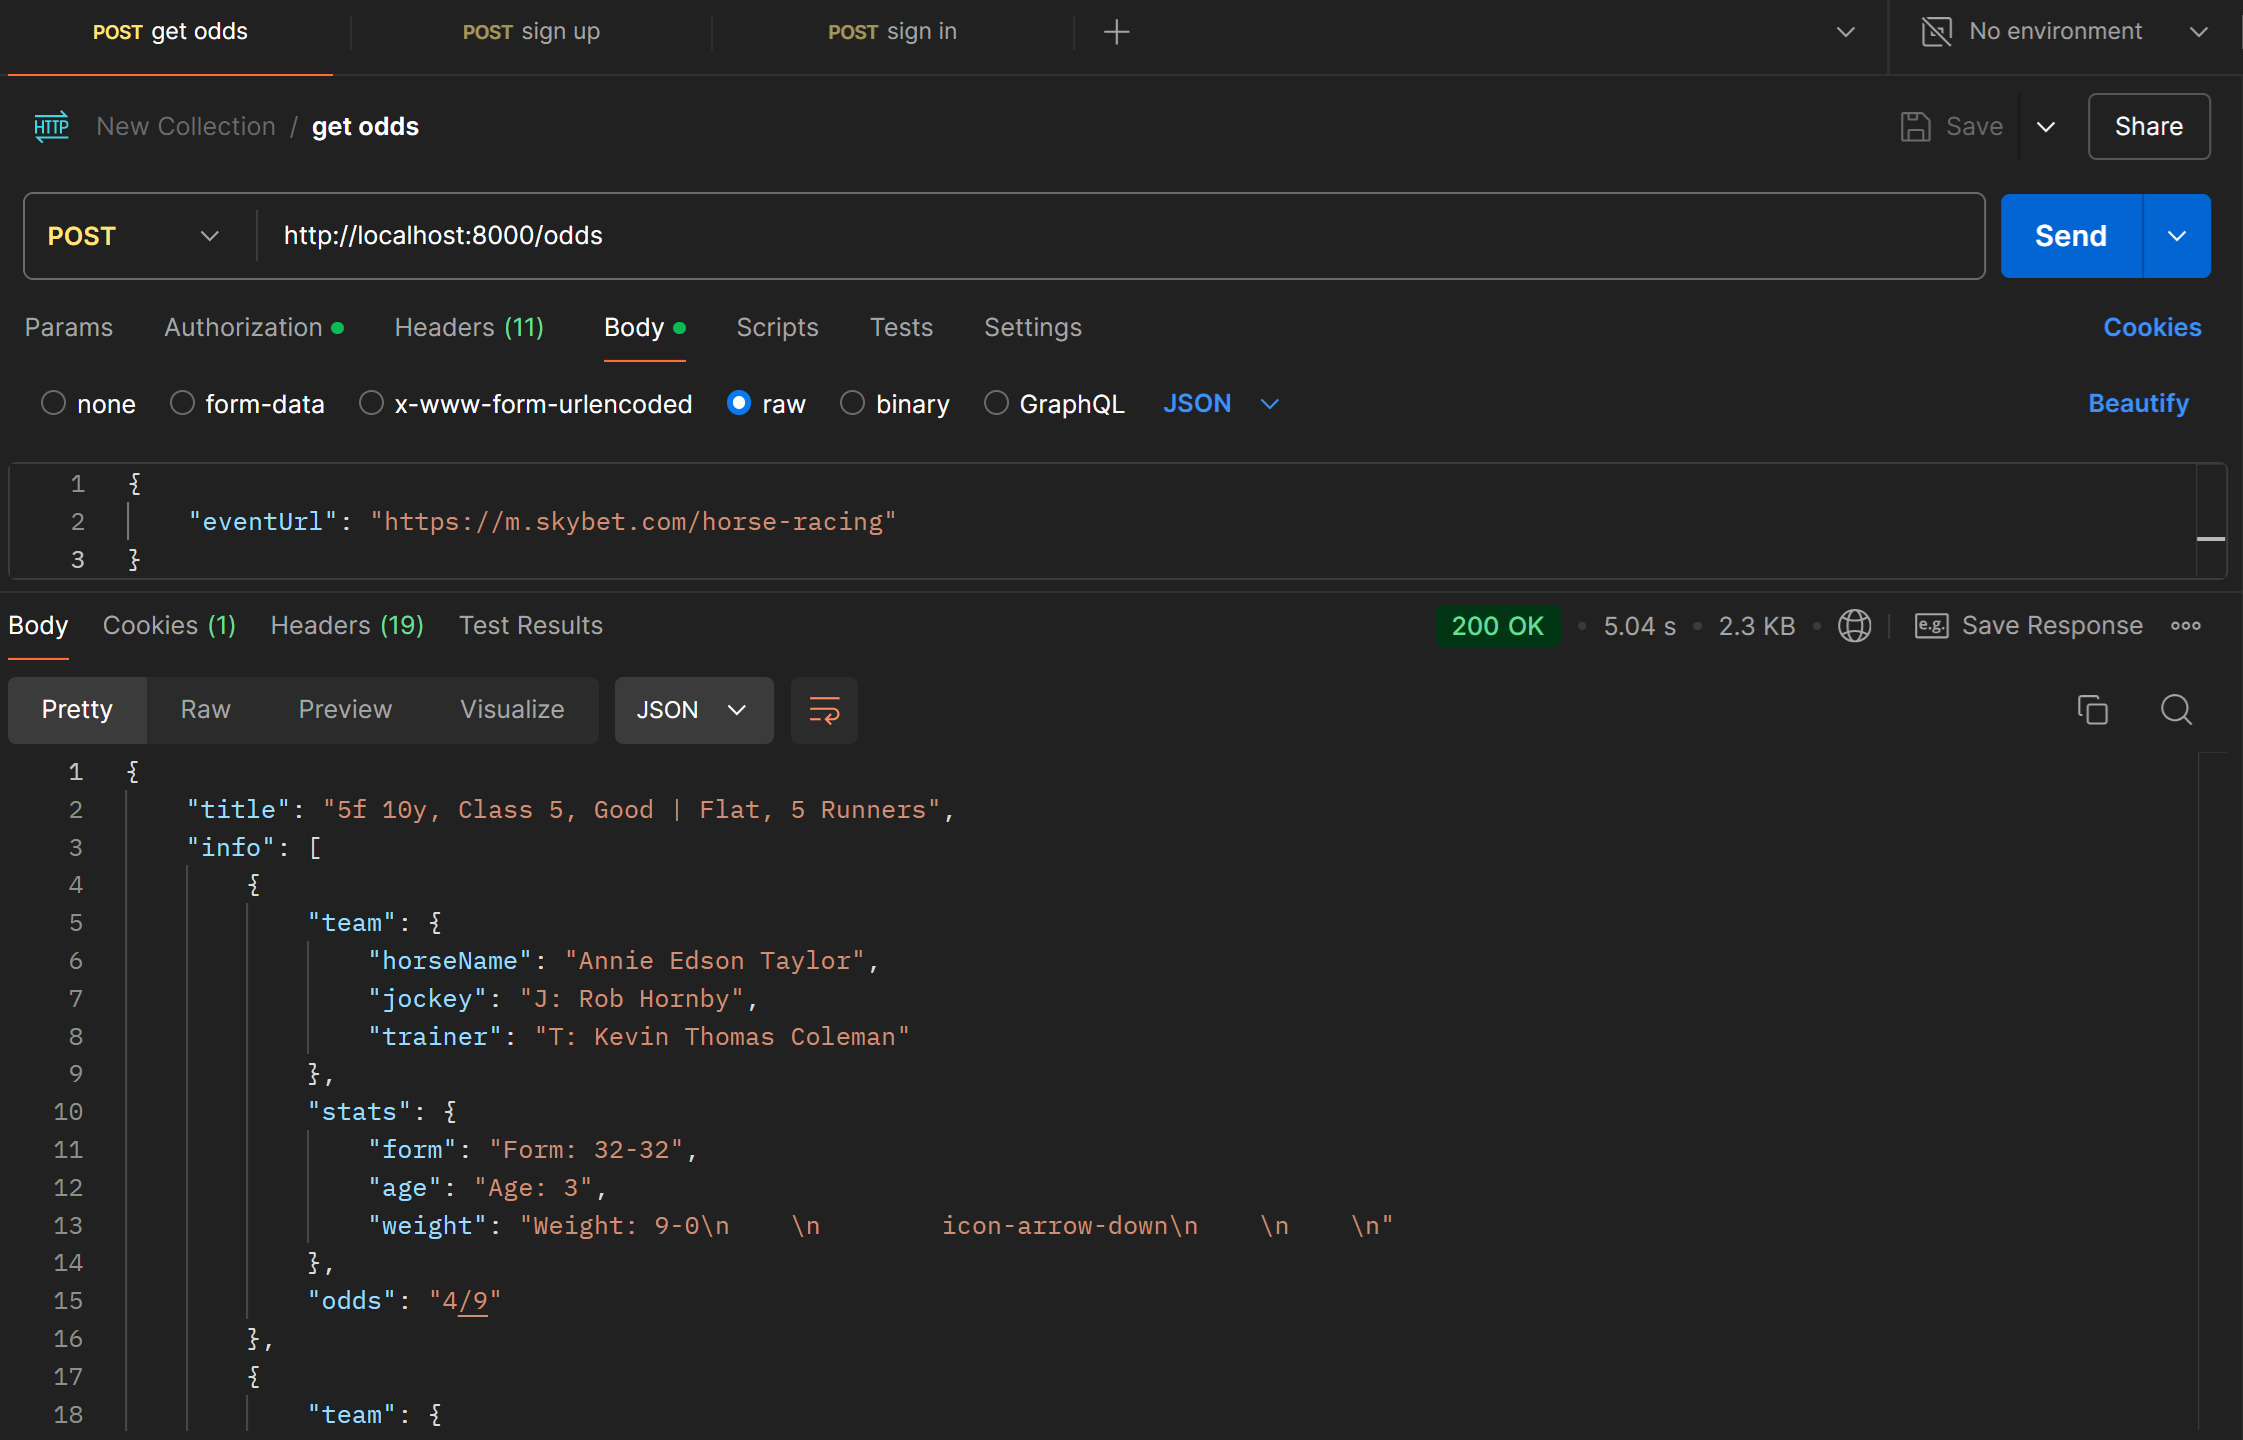 POST get odds POST sign up POST sign in No environment
HTTP New Collection / get odds Save Share
POST http://localhost:8000/odds Send
Params Authorization Headers (11) Body Scripts Tests Settings Cookies
none form-data x-www-form-urlencoded raw binary GraphQL JSON Beautify
1 {
2 "eventUrl": "https://m.skybet.com/horse-racing"
3 }
Body Cookies (1) Headers (19) Test Results 200 OK • 5.04 s • 2.3 KB • e.g. Save Response
Pretty Raw Preview Visualize JSON
1 {
2 "title": "5f 10y, Class 5, Good | Flat, 5 Runners",
3 "info": [
4 {
5 "team": {
6 "horseName": "Annie Edson Taylor",
7 "jockey": "J: Rob Hornby",
8 "trainer": "T: Kevin Thomas Coleman"
9 },
10 "stats": {
11 "form": "Form: 32-32",
12 "age": "Age: 3",
13 "weight": "Weight: 9-0\n    \n        icon-arrow-down\n    \n    \n"
14 },
15 "odds": "4/9"
16 },
17 {
18 "team": {